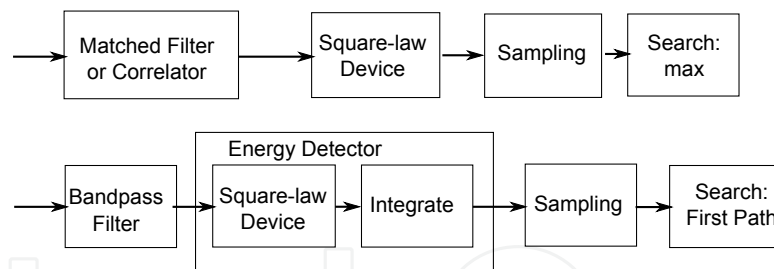 Matched Filter
or Correlator
Square-law
Device
Sampling
Search:
max
Energy Detector
Bandpass
Filter
Square-law
Device
Integrate
Sampling
Search:
First Path